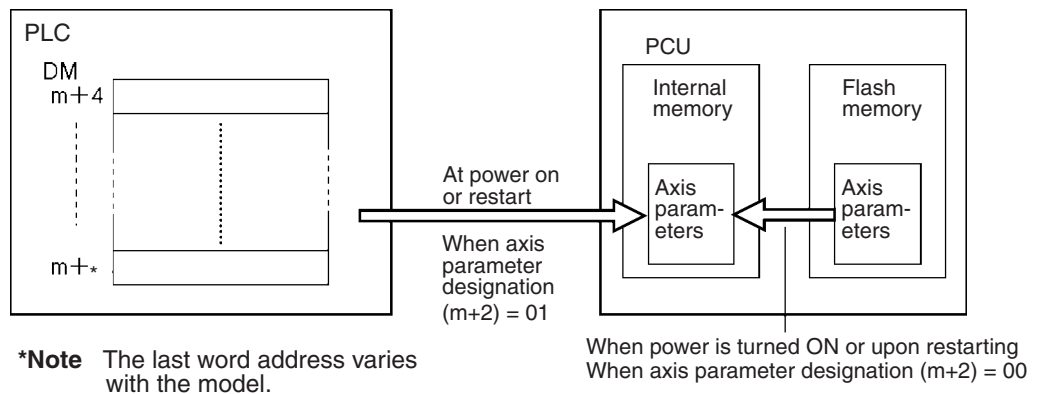 PLC
DM
m+4
m+*
At power on
or restart
When axis
parameter
designation
(m+2) = 01
PCU
Internal
memory
Flash
memory
Axis
param-
eters
Axis
param-
eters
*Note The last word address varies
with the model.
When power is turned ON or upon restarting
When axis parameter designation (m+2) = 00